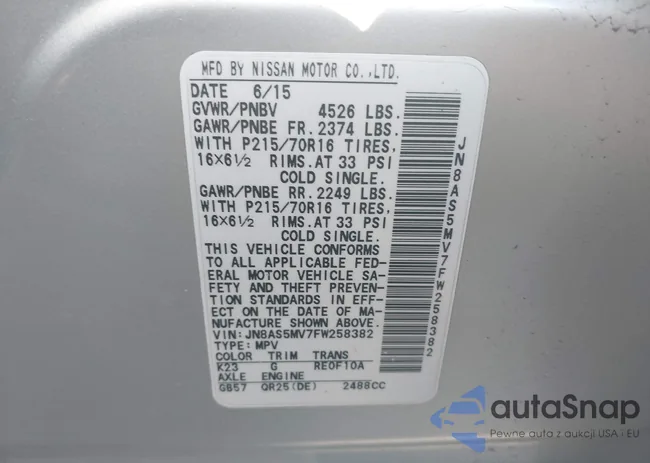 MFD BY NISSAN MOTOR CO.,LTD.
DATE 6/15
GVWR/PNBV 4526 LBS.
GAWR/PNBE FR. 2374 LBS.
WITH P215/70R16 TIRES,
16X6½ RIMS. AT 33 PSI
COLD SINGLE.
GAWR/PNBE RR. 2249 LBS.
WITH P215/70R16 TIRES,
16X6½ RIMS. AT 33 PSI
COLD SINGLE.
THIS VEHICLE CONFORMS
TO ALL APPLICABLE FED-
ERAL MOTOR VEHICLE SA-
FETY AND THEFT PREVEN-
TION STANDARDS IN EFF-
ECT ON THE DATE OF MA-
NUFACTURE SHOWN ABOVE.
VIN:JN8AS5MV7FW258382
TYPE:MPV
COLOR TRIM TRANS
K23 G RE0F10A
AXLE ENGINE
GB57 QR25(DE) 2488CC
JN8AS5MV7FW258382
autaSnap
Pewne auta z aukcji USA i EU